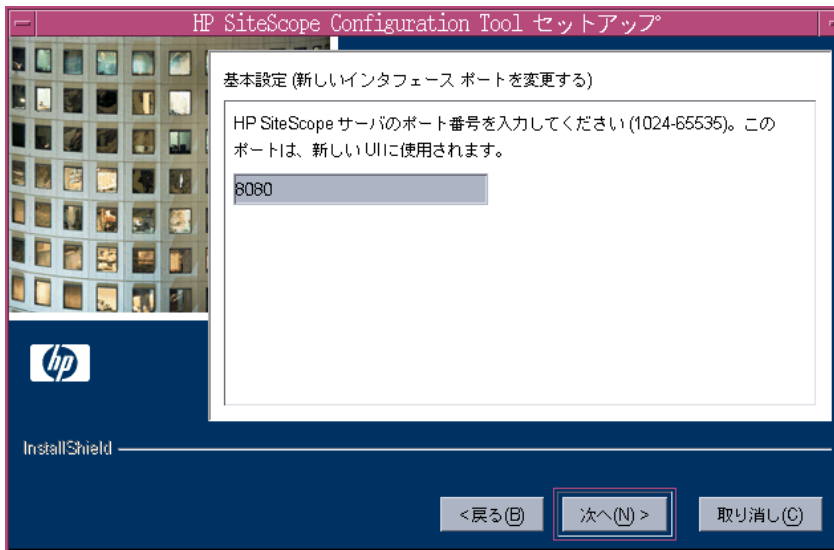 HP SiteScope Configuration Tool セットアップ
基本設定 (新しいインタフェース ポートを変更する)
HP SiteScope サーバのポート番号を入力してください (1024-65535)。この
ポートは、新しい UIに使用されます。
8080
hp
InstallShield
<戻る(B)
次へ(N) >
取り消し(C)